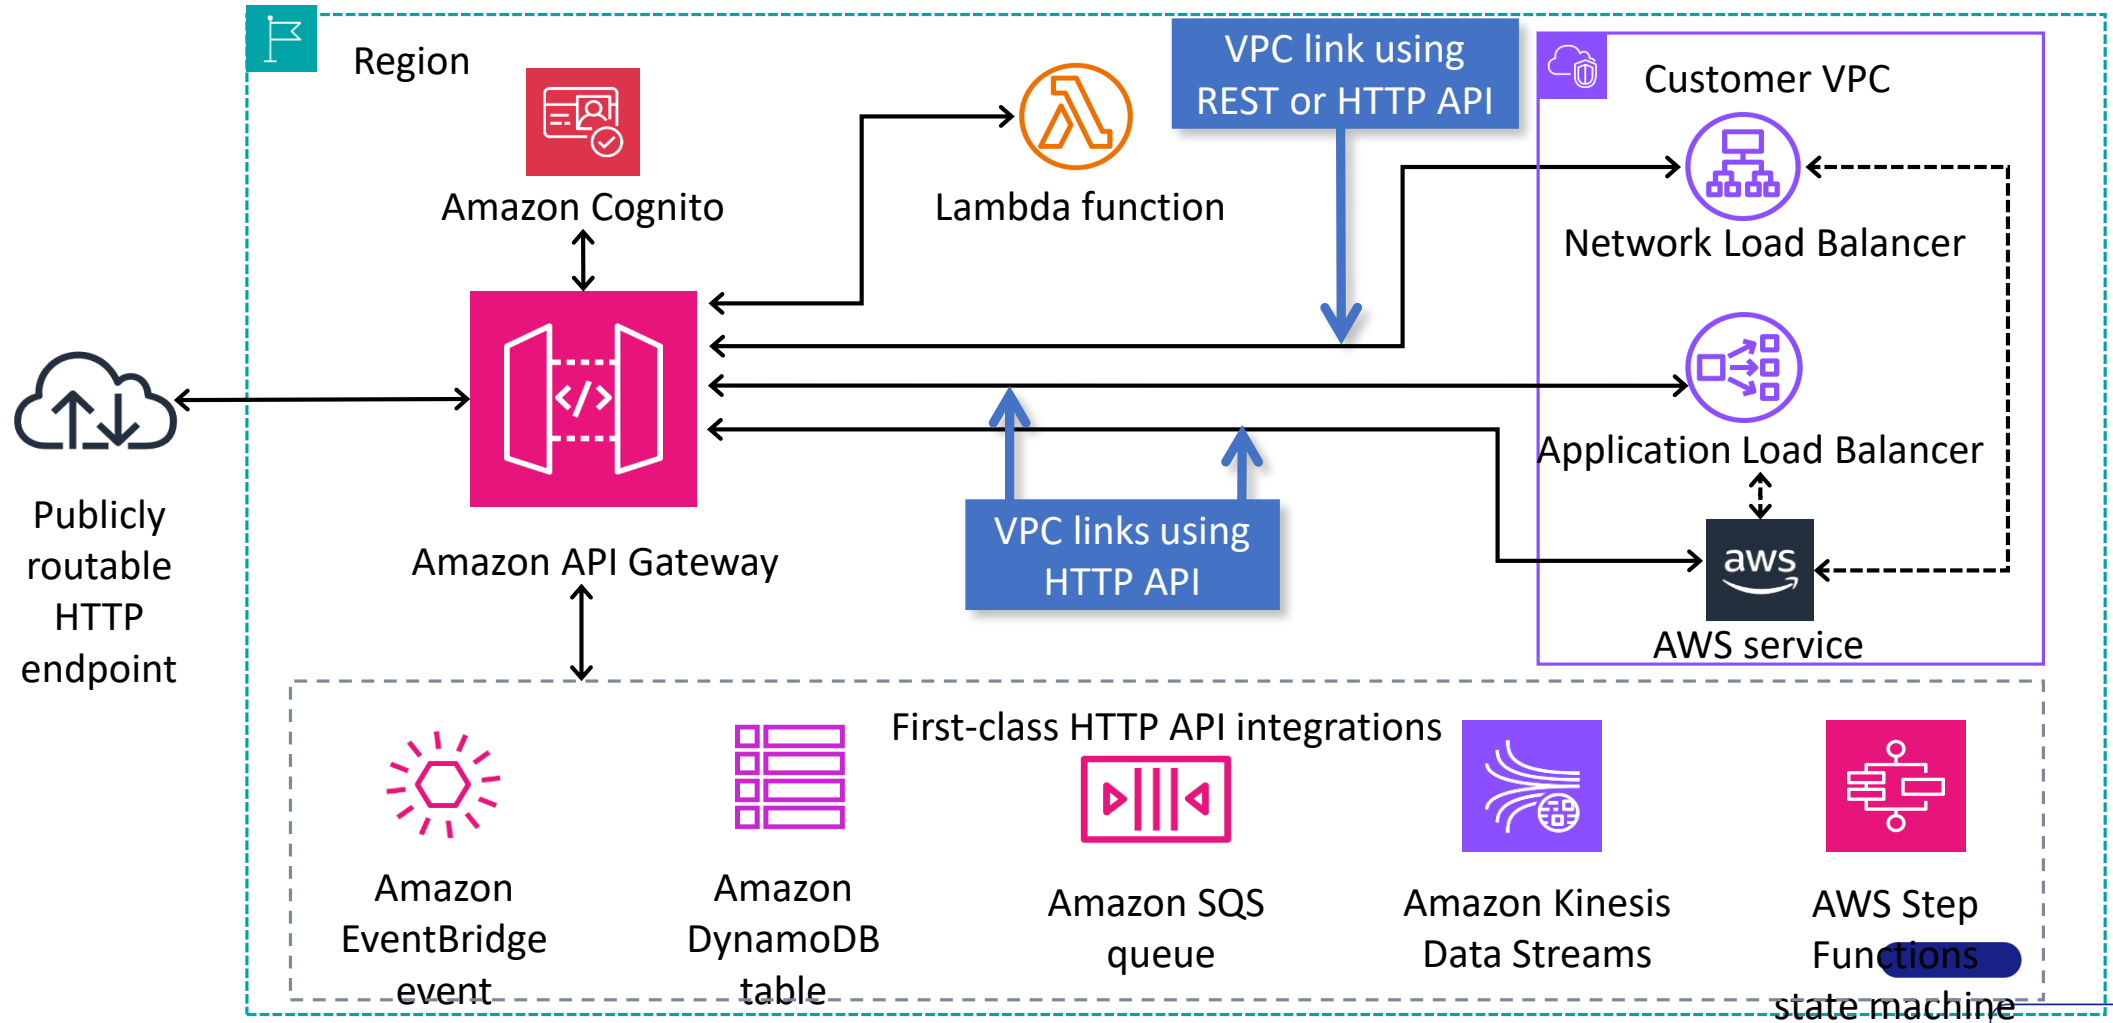 Region
VPC link using
REST or HTTP API
Customer VPC
Amazon Cognito
Lambda function
Network Load Balancer
</>
Application Load Balancer
Publicly
routable
HTTP
endpoint
Amazon API Gateway
VPC links using
HTTP API
aws
AWS service
First-class HTTP API integrations
Amazon
EventBridge
event
Amazon
DynamoDB
table
Amazon SQS
queue
Amazon Kinesis
Data Streams
AWS Step
Functions
state machine